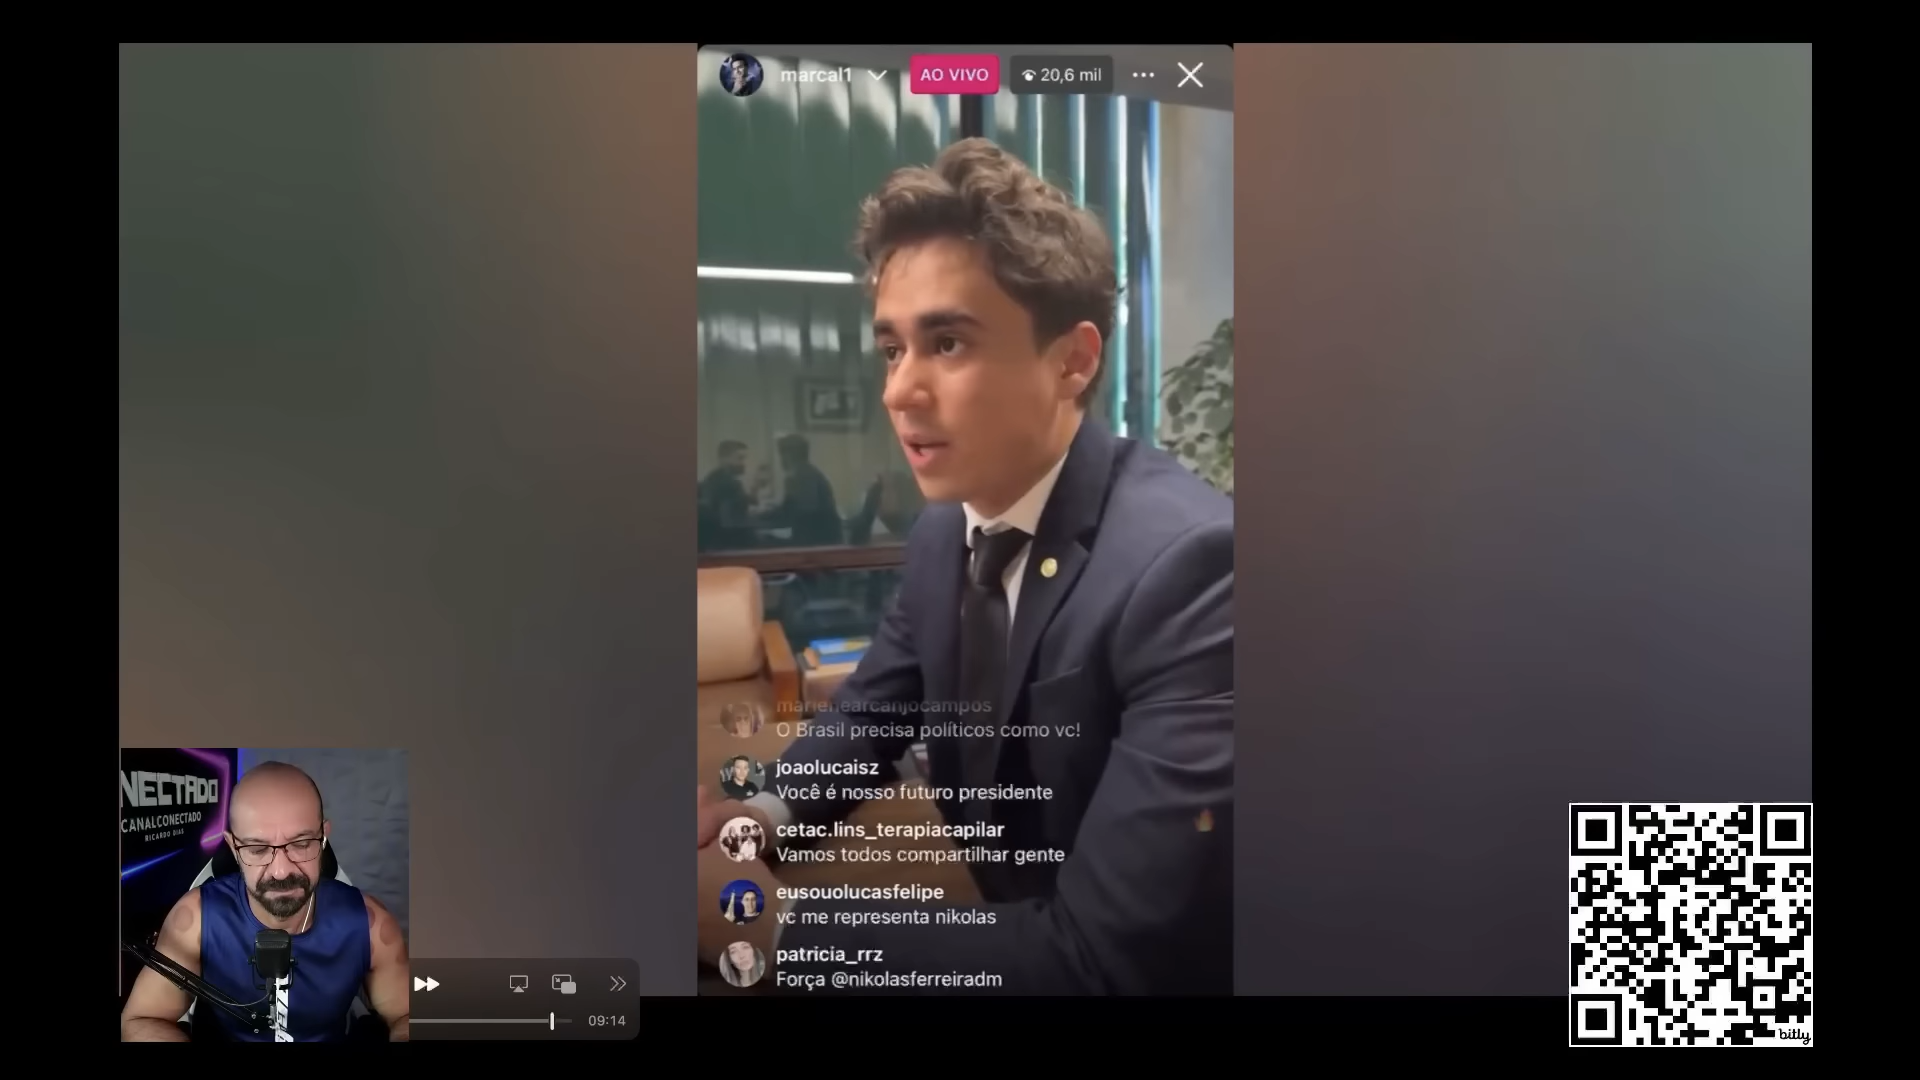 marcal1
AO VIVO
20,6 mil
marlenearcanjocampos
O Brasil precisa políticos como vc!
joaolucaisz
Você é nosso futuro presidente
cetac.lins_terapiacapilar
Vamos todos compartilhar gente
eusouolucasfelipe
vc me representa nikolas
patricia_rrz
Força @nikolasferreiradm
NECTADO
CANALCONECTADO
RICARDO DIAS
09:14
bitly